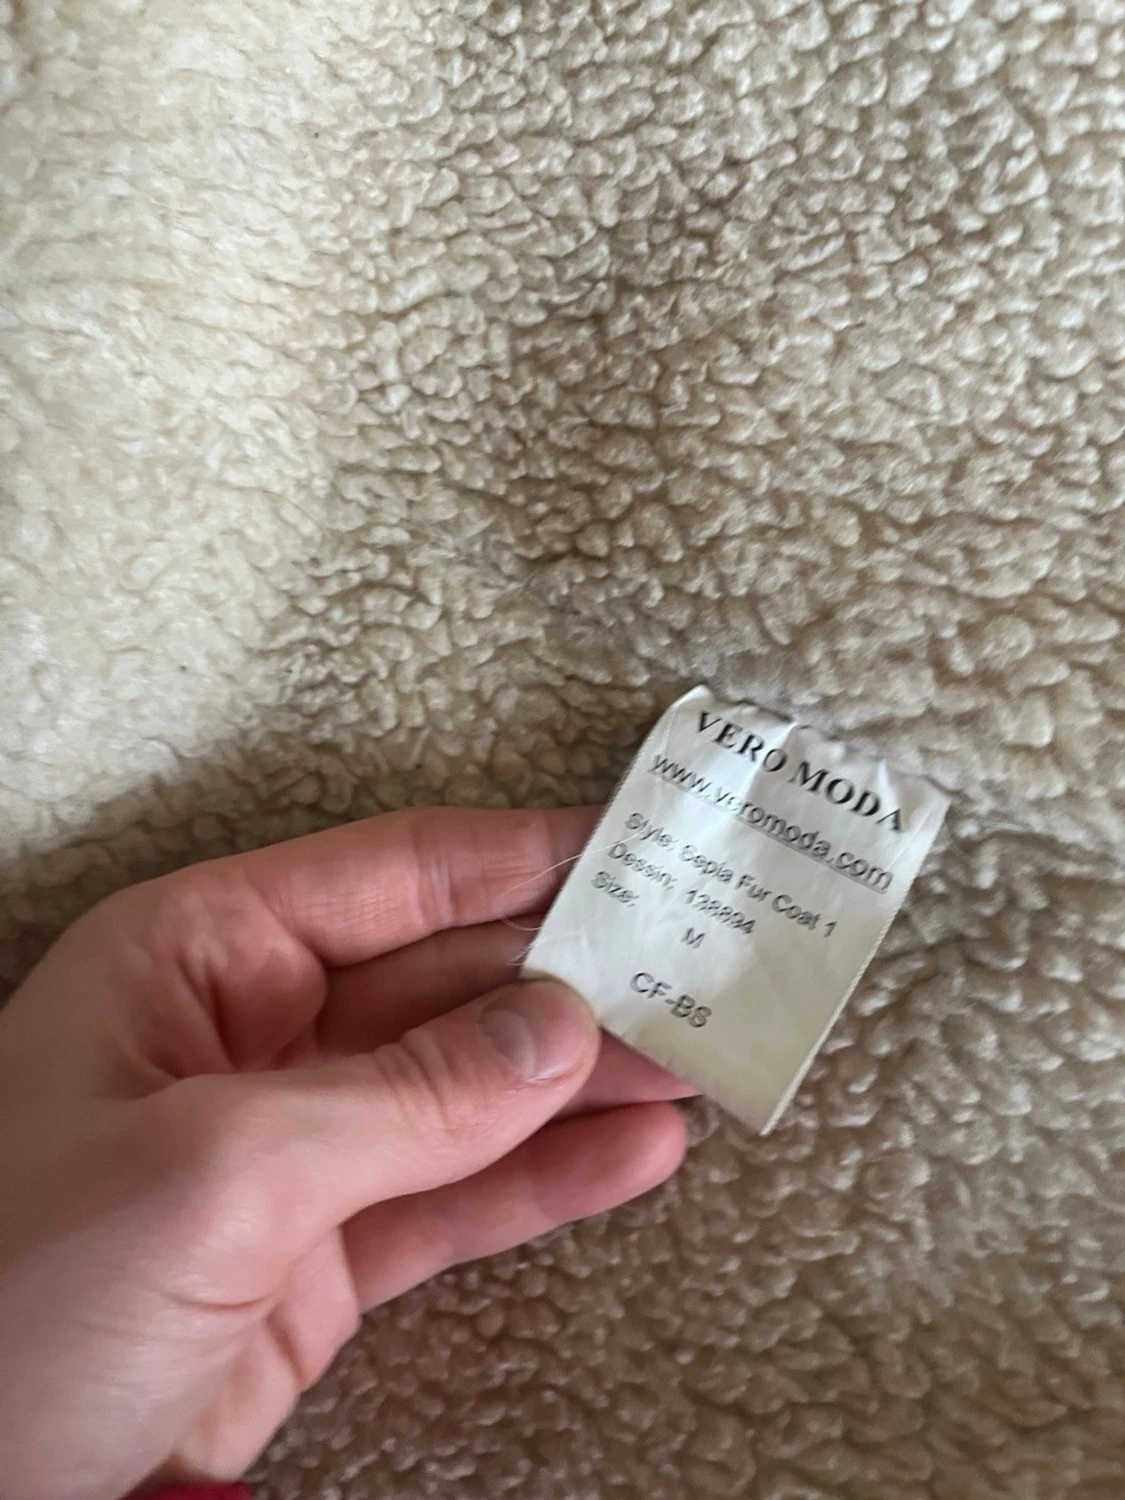 VERO MODA
www.veromoda.com
Style: Sepia Fur Coat 1
Dessin: 138894
Size: M
CF-BS